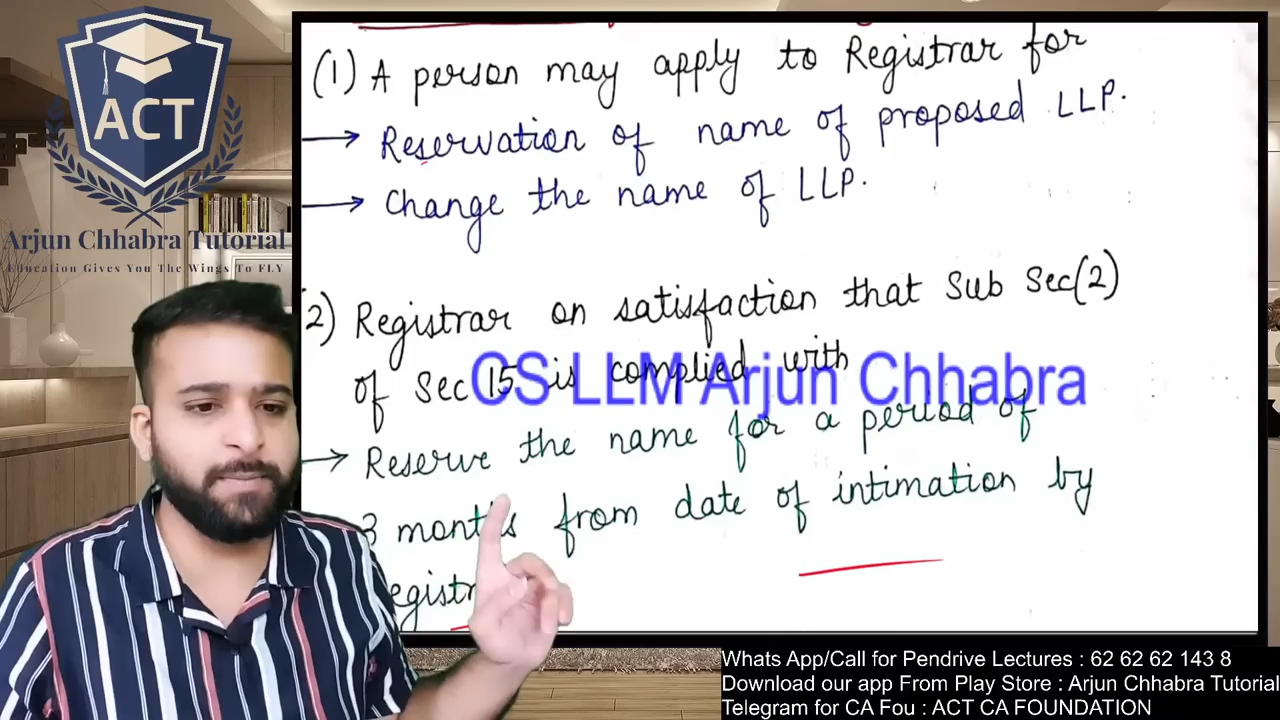 ACT
Arjun Chhabra Tutorial
Education Gives You The Wings To FLY
(1) A person may apply to Registrar for
→ Reservation of name of proposed LLP.
→ Change the name of LLP.
2) Registrar on satisfaction that Sub Sec(2)
of Sec 15 is complied with
CS LLM Arjun Chhabra
→ Reserve the name for a period of
3 months from date of intimation by
Whats App/Call for Pendrive Lectures : 62 62 62 143 8
Download our app From Play Store : Arjun Chhabra Tutorial
Telegram for CA Fou : ACT CA FOUNDATION